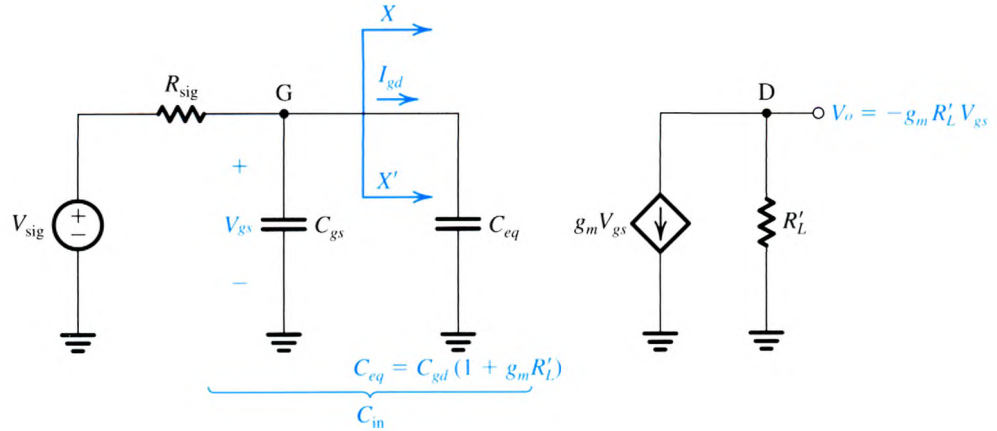 X
I_gd
R_sig
G
D
V_o = −g_m R′_L V_gs
+
X′
V_sig
+
−
V_gs
C_gs
C_eq
g_m V_gs
R′_L
−
C_eq = C_gd (1 + g_m R′_L)
C_in